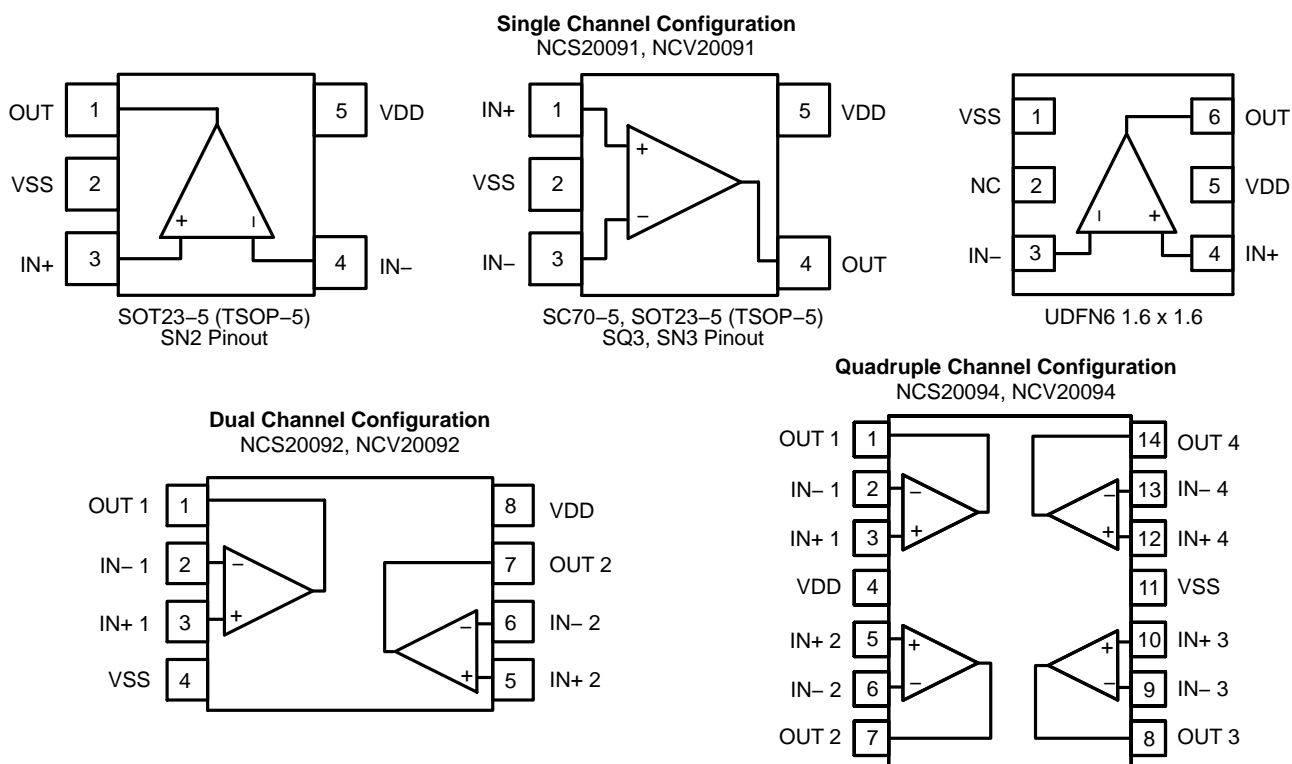 Single Channel Configuration
NCS20091, NCV20091
OUT 1 5 VDD
VSS 2
IN+ 3 4 IN−
+ −
SOT23−5 (TSOP−5)
SN2 Pinout
IN+ 1 5 VDD
+
VSS 2
−
IN− 3 4 OUT
SC70−5, SOT23−5 (TSOP−5)
SQ3, SN3 Pinout
VSS 1 6 OUT
NC 2 5 VDD
− +
IN− 3 4 IN+
UDFN6 1.6 x 1.6
Dual Channel Configuration
NCS20092, NCV20092
OUT 1 1 8 VDD
IN− 1 2 − 7 OUT 2
IN+ 1 3 + − 6 IN− 2
VSS 4 + 5 IN+ 2
Quadruple Channel Configuration
NCS20094, NCV20094
OUT 1 1 14 OUT 4
IN− 1 2 − − 13 IN− 4
IN+ 1 3 + + 12 IN+ 4
VDD 4 11 VSS
IN+ 2 5 + + 10 IN+ 3
IN− 2 6 − − 9 IN− 3
OUT 2 7 8 OUT 3